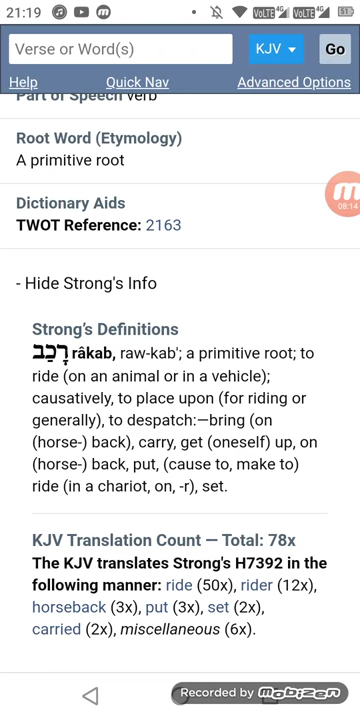 21:19
VoLTE 4G VoLTE 4G 51
Verse or Word(s)
KJV
Go
Help Quick Nav Advanced Options
Part of Speech verb
Root Word (Etymology)
A primitive root
08:14
Dictionary Aids
TWOT Reference: 2163
- Hide Strong's Info
Strong’s Definitions
רָכַב râkab, raw-kab'; a primitive root; to
ride (on an animal or in a vehicle);
causatively, to place upon (for riding or
generally), to despatch:—bring (on
(horse-) back), carry, get (oneself) up, on
(horse-) back, put, (cause to, make to)
ride (in a chariot, on, -r), set.
KJV Translation Count — Total: 78x
The KJV translates Strong's H7392 in the
following manner: ride (50x), rider (12x),
horseback (3x), put (3x), set (2x),
carried (2x), miscellaneous (6x).
Recorded by mobizen